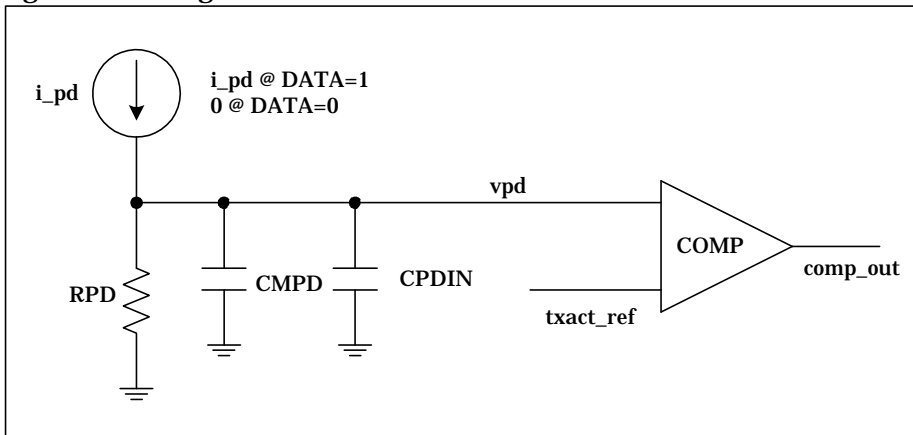 i_pd
i_pd @ DATA=1
0 @ DATA=0
vpd
COMP
comp_out
RPD
CMPD
CPDIN
txact_ref